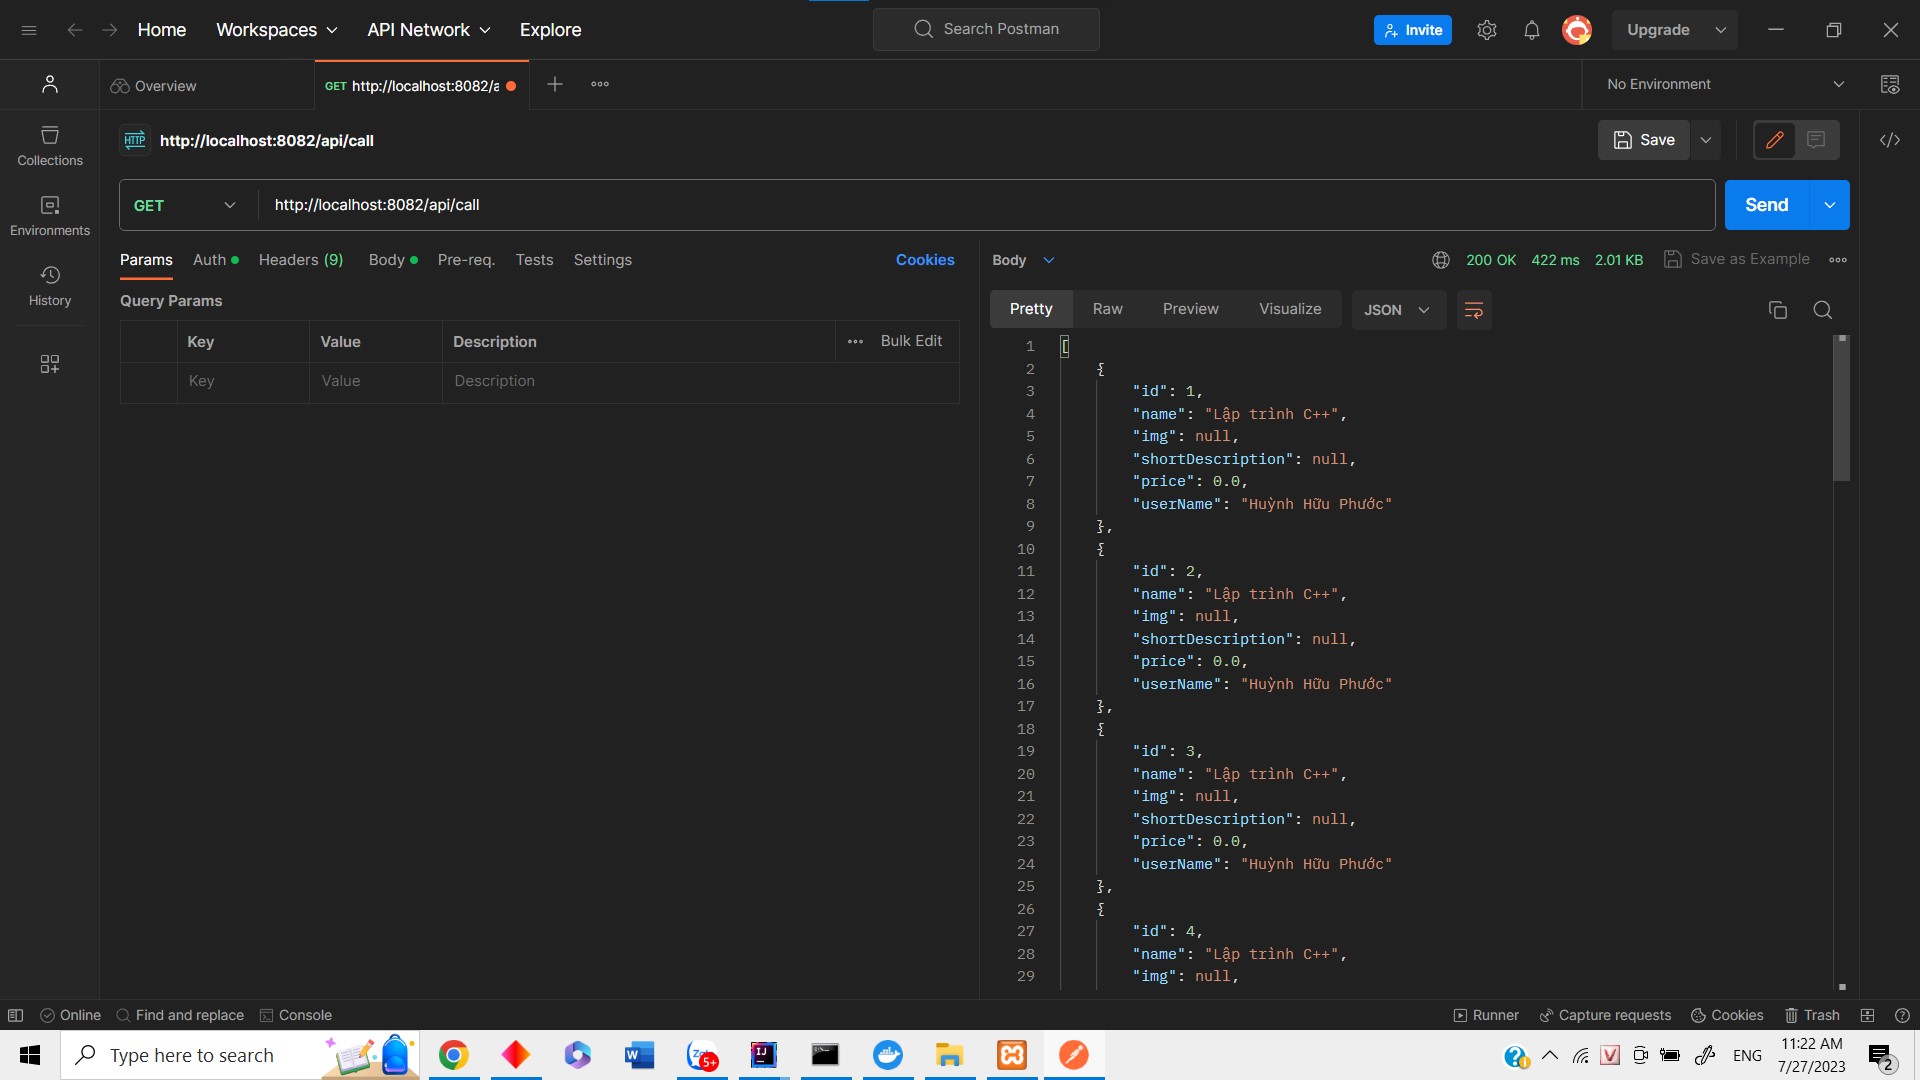 Home Workspaces API Network Explore Search Postman Invite Upgrade
Overview GET http://localhost:8082/a No Environment
HTTP http://localhost:8082/api/call Save
Collections
Environments
History
GET http://localhost:8082/api/call Send
Params Auth Headers (9) Body Pre-req. Tests Settings Cookies
Body 200 OK 422 ms 2.01 KB Save as Example
Query Params
Key Value Description Bulk Edit
Key Value Description
Pretty Raw Preview Visualize JSON
1 [
2 {
3 "id": 1,
4 "name": "Lập trình C++",
5 "img": null,
6 "shortDescription": null,
7 "price": 0.0,
8 "userName": "Huỳnh Hữu Phước"
9 },
10 {
11 "id": 2,
12 "name": "Lập trình C++",
13 "img": null,
14 "shortDescription": null,
15 "price": 0.0,
16 "userName": "Huỳnh Hữu Phước"
17 },
18 {
19 "id": 3,
20 "name": "Lập trình C++",
21 "img": null,
22 "shortDescription": null,
23 "price": 0.0,
24 "userName": "Huỳnh Hữu Phước"
25 },
26 {
27 "id": 4,
28 "name": "Lập trình C++",
29 "img": null,
Online Find and replace Console Runner Capture requests Cookies Trash
Type here to search
5+
ENG
11:22 AM
7/27/2023
2